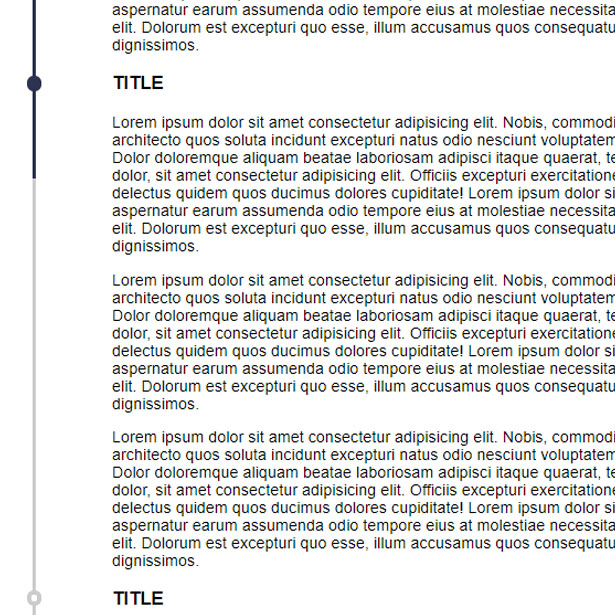 aspernatur earum assumenda odio tempore eius at molestiae necessita
elit. Dolorum est excepturi quo esse, illum accusamus quos consequatu
dignissimos.
TITLE
Lorem ipsum dolor sit amet consectetur adipisicing elit. Nobis, commodi
architecto quos soluta incidunt excepturi natus odio nesciunt voluptatem
Dolor doloremque aliquam beatae laboriosam adipisci itaque quaerat, te
dolor, sit amet consectetur adipisicing elit. Officiis excepturi exercitatione
delectus quidem quos ducimus dolores cupiditate! Lorem ipsum dolor si
aspernatur earum assumenda odio tempore eius at molestiae necessita
elit. Dolorum est excepturi quo esse, illum accusamus quos consequatu
dignissimos.
Lorem ipsum dolor sit amet consectetur adipisicing elit. Nobis, commodi
architecto quos soluta incidunt excepturi natus odio nesciunt voluptatem
Dolor doloremque aliquam beatae laboriosam adipisci itaque quaerat, te
dolor, sit amet consectetur adipisicing elit. Officiis excepturi exercitatione
delectus quidem quos ducimus dolores cupiditate! Lorem ipsum dolor si
aspernatur earum assumenda odio tempore eius at molestiae necessita
elit. Dolorum est excepturi quo esse, illum accusamus quos consequatu
dignissimos.
Lorem ipsum dolor sit amet consectetur adipisicing elit. Nobis, commodi
architecto quos soluta incidunt excepturi natus odio nesciunt voluptatem
Dolor doloremque aliquam beatae laboriosam adipisci itaque quaerat, te
dolor, sit amet consectetur adipisicing elit. Officiis excepturi exercitatione
delectus quidem quos ducimus dolores cupiditate! Lorem ipsum dolor si
aspernatur earum assumenda odio tempore eius at molestiae necessita
elit. Dolorum est excepturi quo esse, illum accusamus quos consequatu
dignissimos.
TITLE